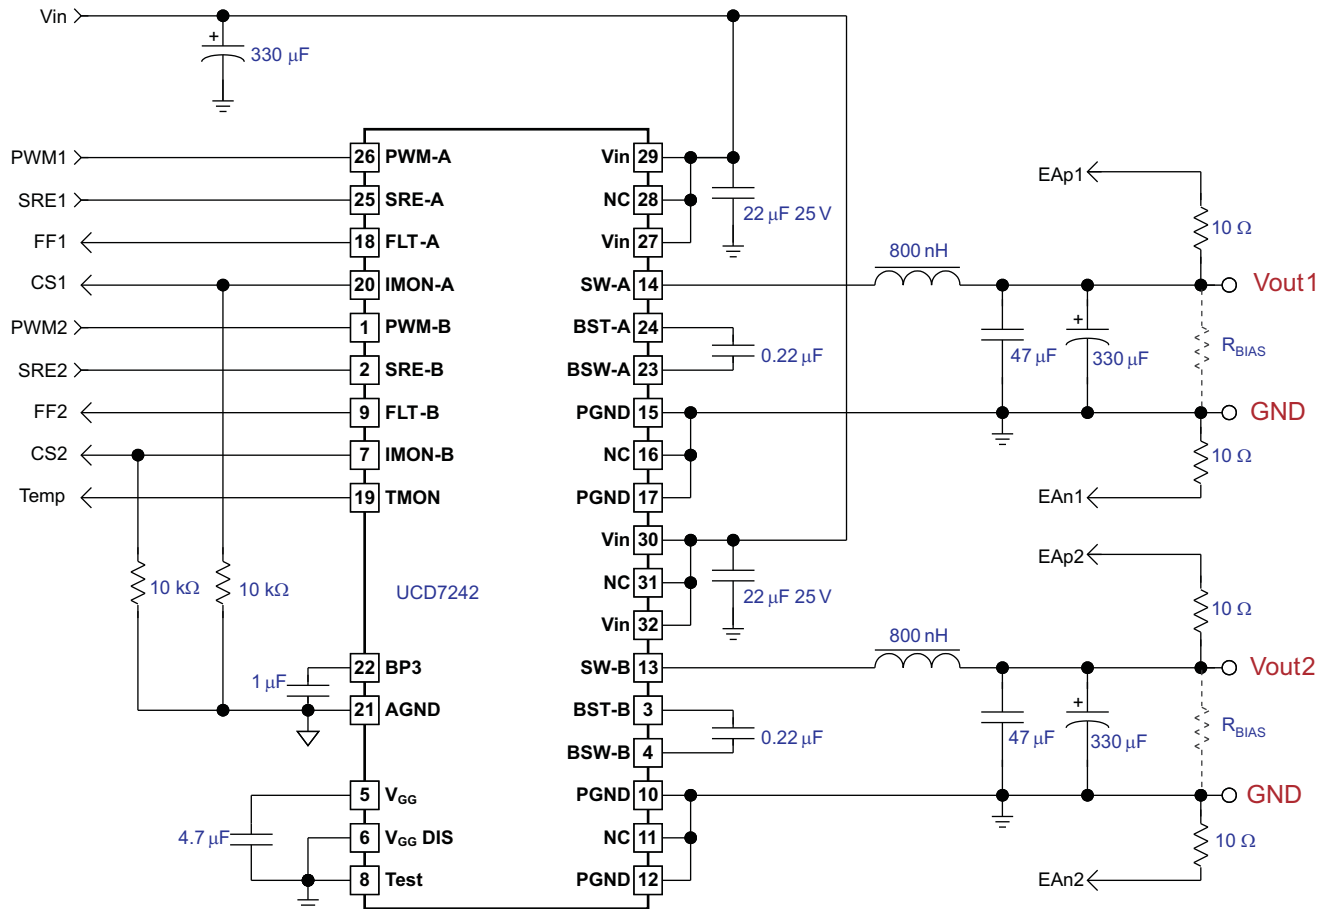 Vin
+
330 µF
PWM1 26 PWM-A Vin 29
EAp1
SRE1 25 SRE-A NC 28
22 µF 25 V
10 Ω
FF1 18 FLT-A Vin 27
800 nH
CS1 20 IMON-A SW-A 14
Vout1
PWM2 1 PWM-B BST-A 24
+
0.22 µF
47 µF
330 µF
R_BIAS
SRE2 2 SRE-B BSW-A 23
FF2 9 FLT-B PGND 15
GND
CS2 7 IMON-B NC 16
10 Ω
Temp 19 TMON PGND 17
EAn1
Vin 30
EAp2
10 kΩ
10 kΩ
UCD7242
NC 31
22 µF 25 V
10 Ω
Vin 32
800 nH
22 BP3 SW-B 13
Vout2
1 µF
21 AGND BST-B 3
+
0.22 µF
47 µF
330 µF
R_BIAS
BSW-B 4
5 V_GG PGND 10
GND
4.7 µF
6 V_GG DIS NC 11
10 Ω
8 Test PGND 12
EAn2